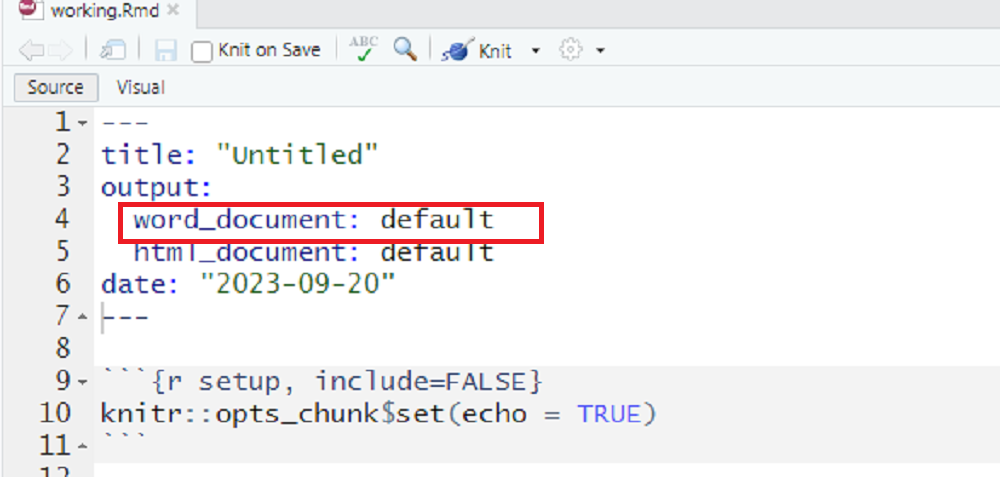 working.Rmd
Knit on Save ABC Knit
Source Visual
1 ---
2 title: "Untitled"
3 output:
4 word_document: default
5 html_document: default
6 date: "2023-09-20"
7 ---
8
9 ```{r setup, include=FALSE}
10 knitr::opts_chunk$set(echo = TRUE)
11 ```
12